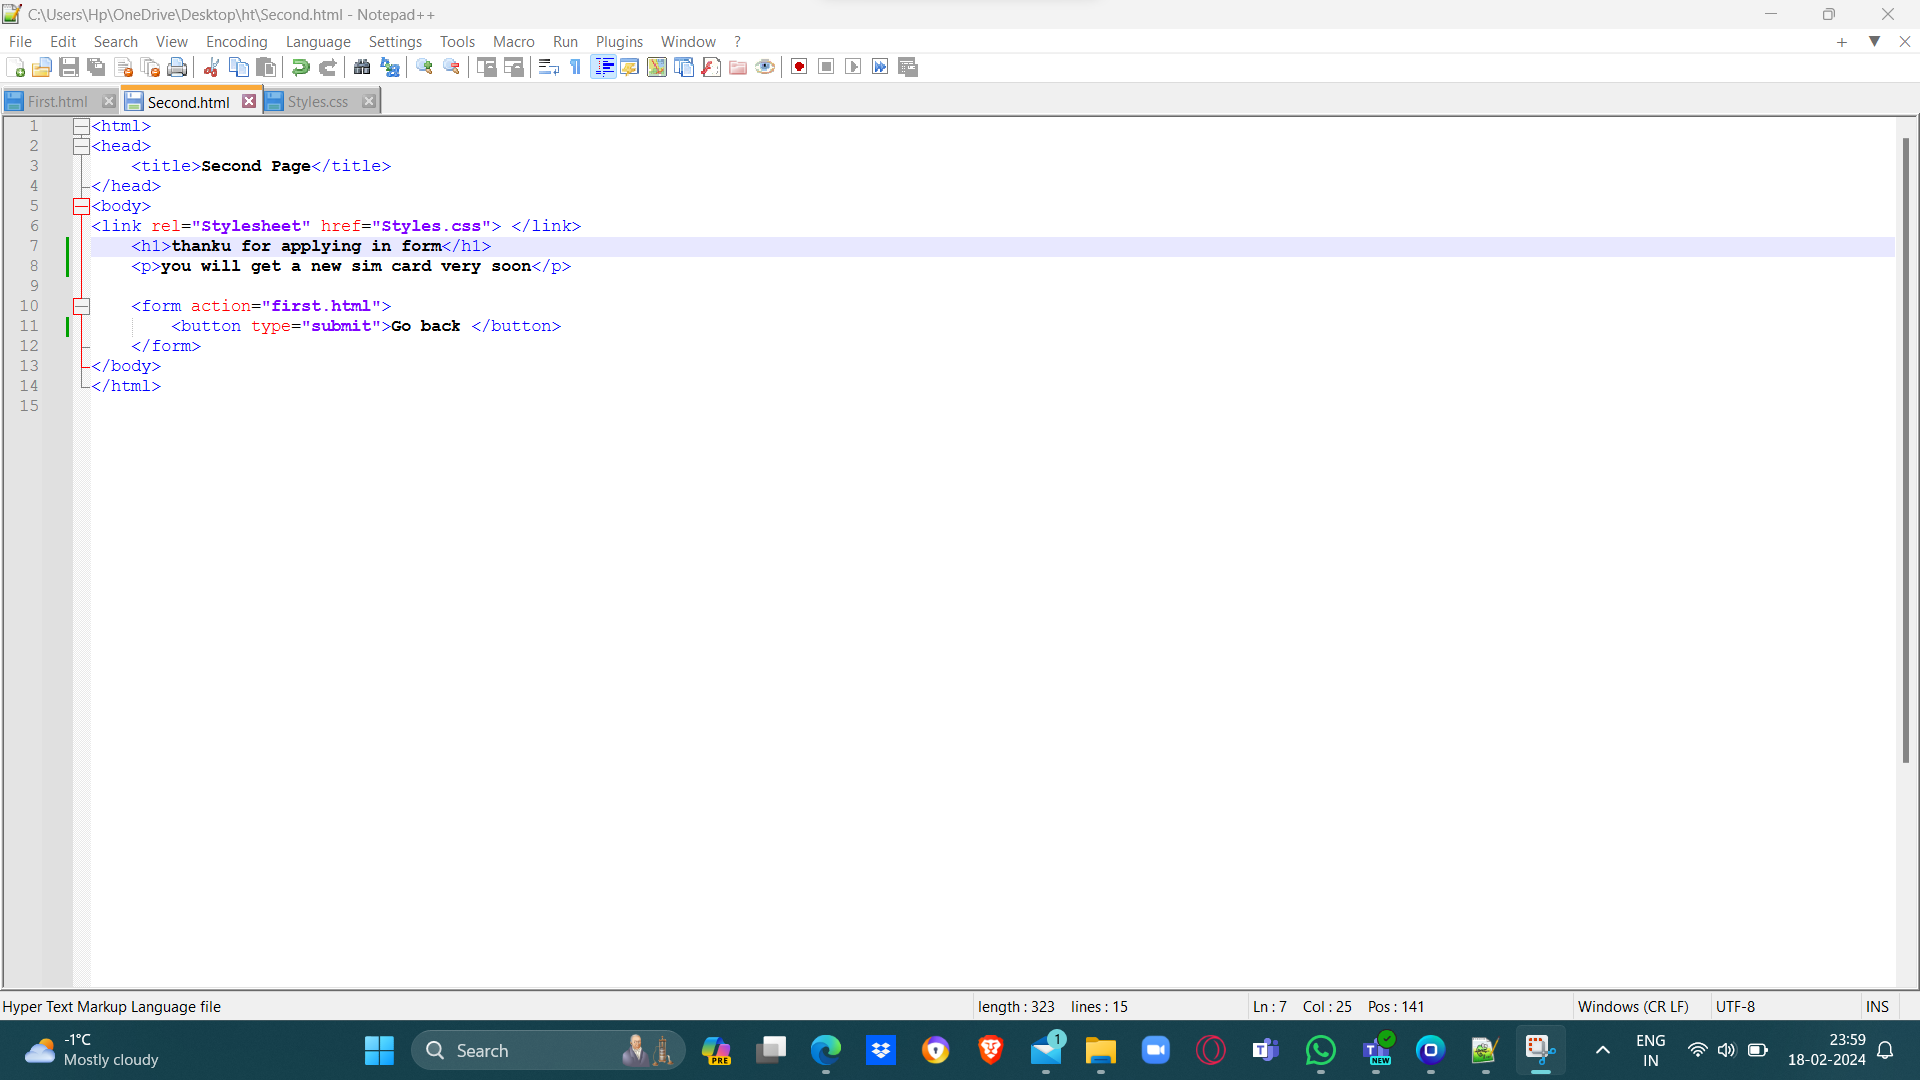 C:\Users\Hp\OneDrive\Desktop\ht\Second.html - Notepad++
File Edit Search View Encoding Language Settings Tools Macro Run Plugins Window ?
First.html Second.html Styles.css
1 <html>
2 <head>
3 <title>Second Page</title>
4 </head>
5 <body>
6 <link rel="Stylesheet" href="Styles.css"> </link>
7 <h1>thanku for applying in form</h1>
8 <p>you will get a new sim card very soon</p>
9
10 <form action="first.html">
11 <button type="submit">Go back </button>
12 </form>
13 </body>
14 </html>
15
Hyper Text Markup Language file length : 323 lines : 15 Ln : 7 Col : 25 Pos : 141 Windows (CR LF) UTF-8 INS
-1°C
Mostly cloudy
Search
PRE
1
NEW
ENG
IN
23:59
18-02-2024